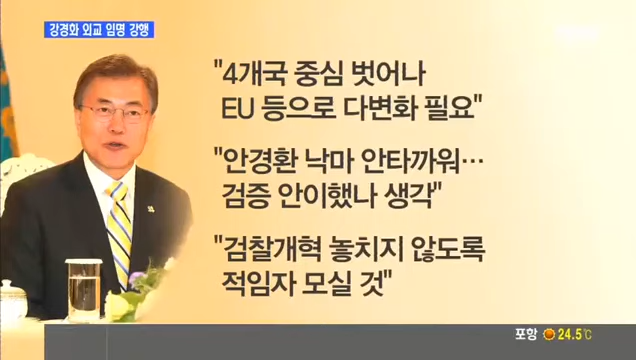 강경화 외교 임명 강행
"4개국 중심 벗어나
EU 등으로 다변화 필요"
"안경환 낙마 안타까워…
검증 안이했나 생각"
"검찰개혁 놓치지 않도록
적임자 모실 것"
포항 24.5℃